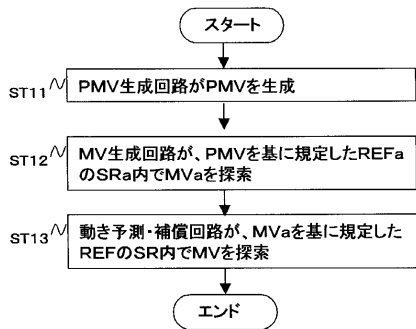 スタート
ST11
PMV生成回路がPMVを生成
ST12
MV生成回路が、PMVを基に規定したREFa
のSRa内でMVaを探索
ST13
動き予測・補償回路が、MVaを基に規定した
REFのSR内でMVを探索
エンド